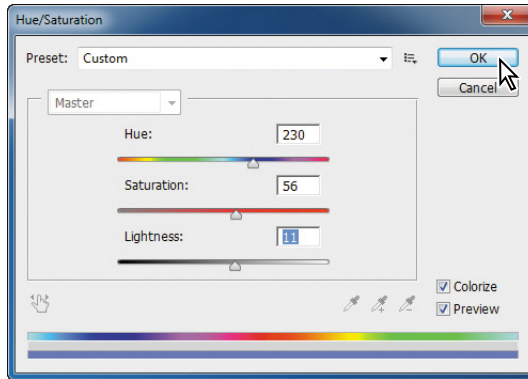 Hue/Saturation
Preset: Custom
OK
Cancel
Master
Hue: 230
Saturation: 56
Lightness: 11
Colorize
Preview